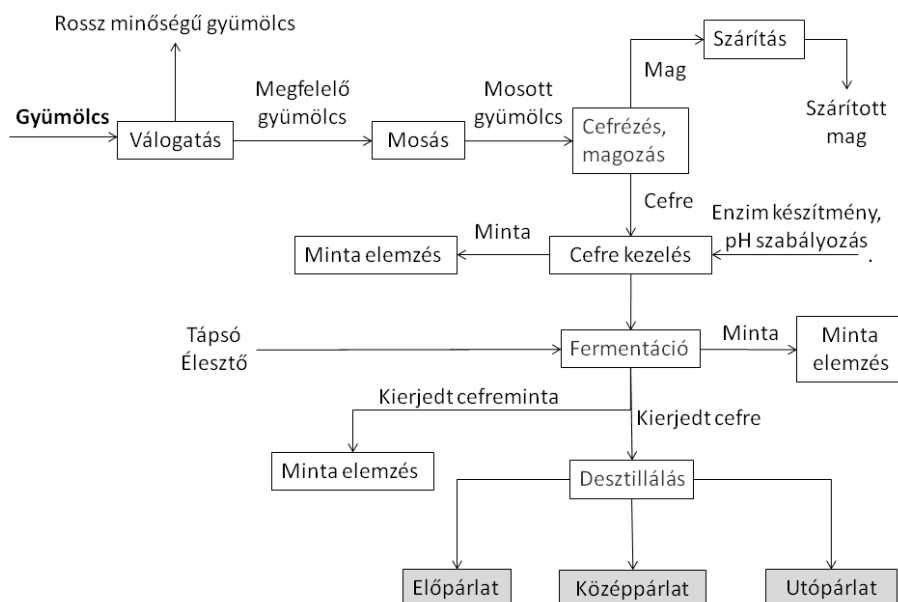 Rossz minőségű gyümölcs
Szárítás
Mag
Megfelelő
gyümölcs
Mosott
gyümölcs
Gyümölcs
Válogatás
Mosás
Cefrézés,
magozás
Szárított
mag
Cefre
Enzim készítmény,
pH szabályozás
.
Minta elemzés
Minta
Cefre kezelés
Tápsó
Élesztő
Fermentáció
Minta
Minta
elemzés
Kierjedt cefreminta
Kierjedt cefre
Minta elemzés
Desztillálás
Előpárlat
Középpárlat
Utópárlat